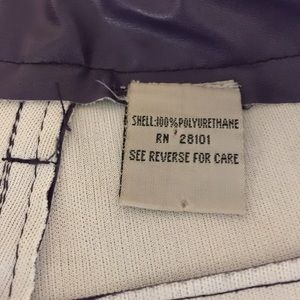 SHELL:100%POLYURETHANE
RN 28101
SEE REVERSE FOR CARE